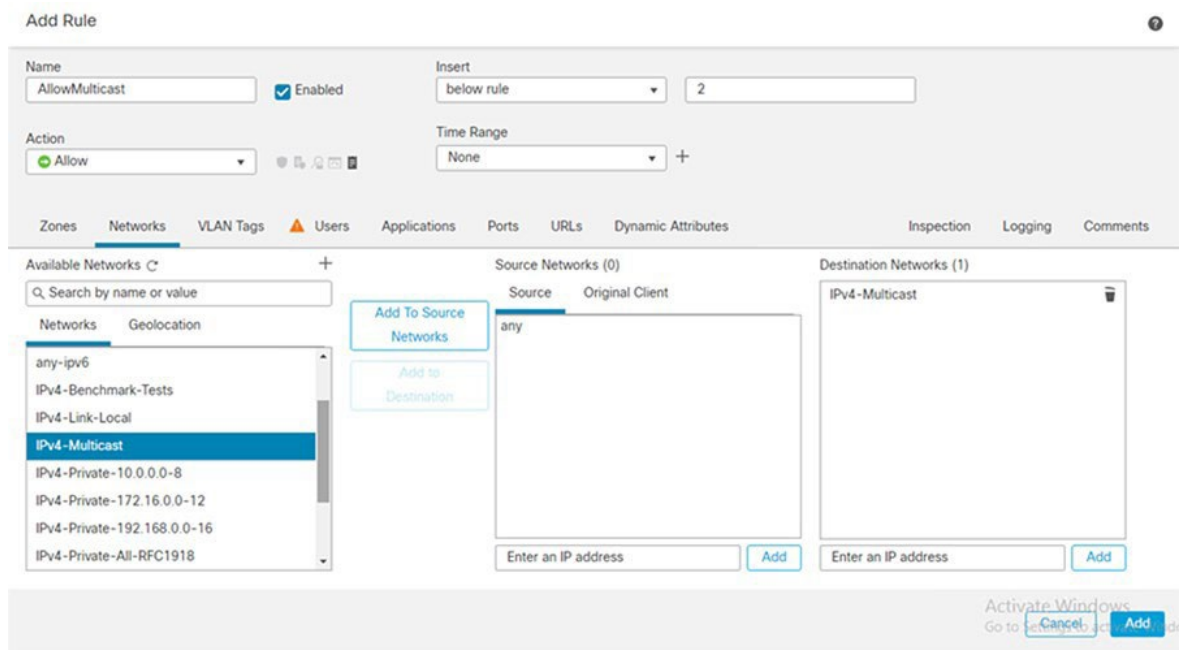 Add Rule
Name
AllowMulticast
Enabled
Insert
below rule
2
Action
Allow
Time Range
None
Zones Networks VLAN Tags Users Applications Ports URLs Dynamic Attributes Inspection Logging Comments
Available Networks
Search by name or value
Networks Geolocation
any-ipv6
IPv4-Benchmark-Tests
IPv4-Link-Local
IPv4-Multicast
IPv4-Private-10.0.0.0-8
IPv4-Private-172.16.0.0-12
IPv4-Private-192.168.0.0-16
IPv4-Private-All-RFC1918
Add To Source
Networks
Add to
Destination
Source Networks (0)
Source Original Client
any
Enter an IP address Add
Destination Networks (1)
IPv4-Multicast
Enter an IP address Add
Activate Windows
Go to Settings to
Cancel Add